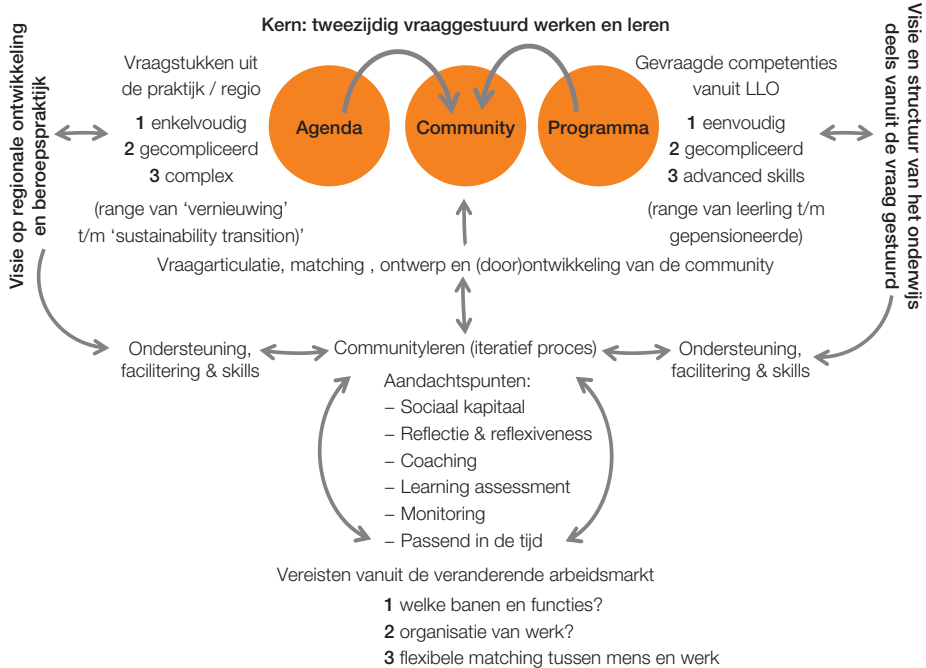 Kern: tweezijdig vraaggestuurd werken en leren
Visie op regionale ontwikkeling
en beroepspraktijk
Vraagstukken uit
de praktijk / regio
1 enkelvoudig
2 gecompliceerd
3 complex
(range van ‘vernieuwing’
t/m ‘sustainability transition)’
Agenda
Community
Programma
Gevraagde competenties
vanuit LLO
1 eenvoudig
2 gecompliceerd
3 advanced skills
(range van leerling t/m
gepensioneerde)
Visie en structuur van het onderwijs
deels vanuit de vraag gestuurd
Vraagarticulatie, matching , ontwerp en (door)ontwikkeling van de community
Ondersteuning,
facilitering & skills
Communityleren (iteratief proces)
Ondersteuning,
facilitering & skills
Aandachtspunten:
– Sociaal kapitaal
– Reflectie & reflexiveness
– Coaching
– Learning assessment
– Monitoring
– Passend in de tijd
Vereisten vanuit de veranderende arbeidsmarkt
1 welke banen en functies?
2 organisatie van werk?
3 flexibele matching tussen mens en werk